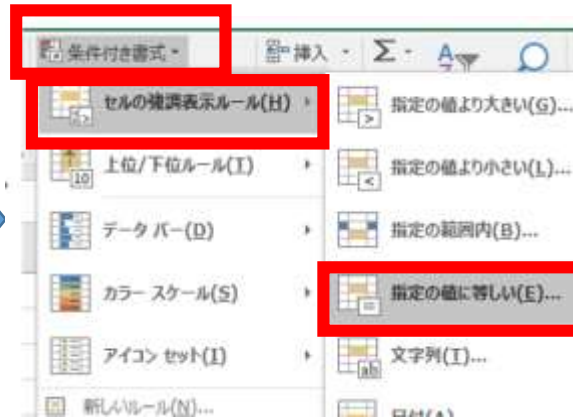 条件付き書式
挿入
セルの強調表示ルール(H)
上位/下位ルール(T)
データ バー(D)
カラー スケール(S)
アイコン セット(I)
新しいルール(N)...
指定の値より大きい(G)...
指定の値より小さい(L)...
指定の範囲内(B)...
指定の値に等しい(E)...
文字列(T)...
日付(A)